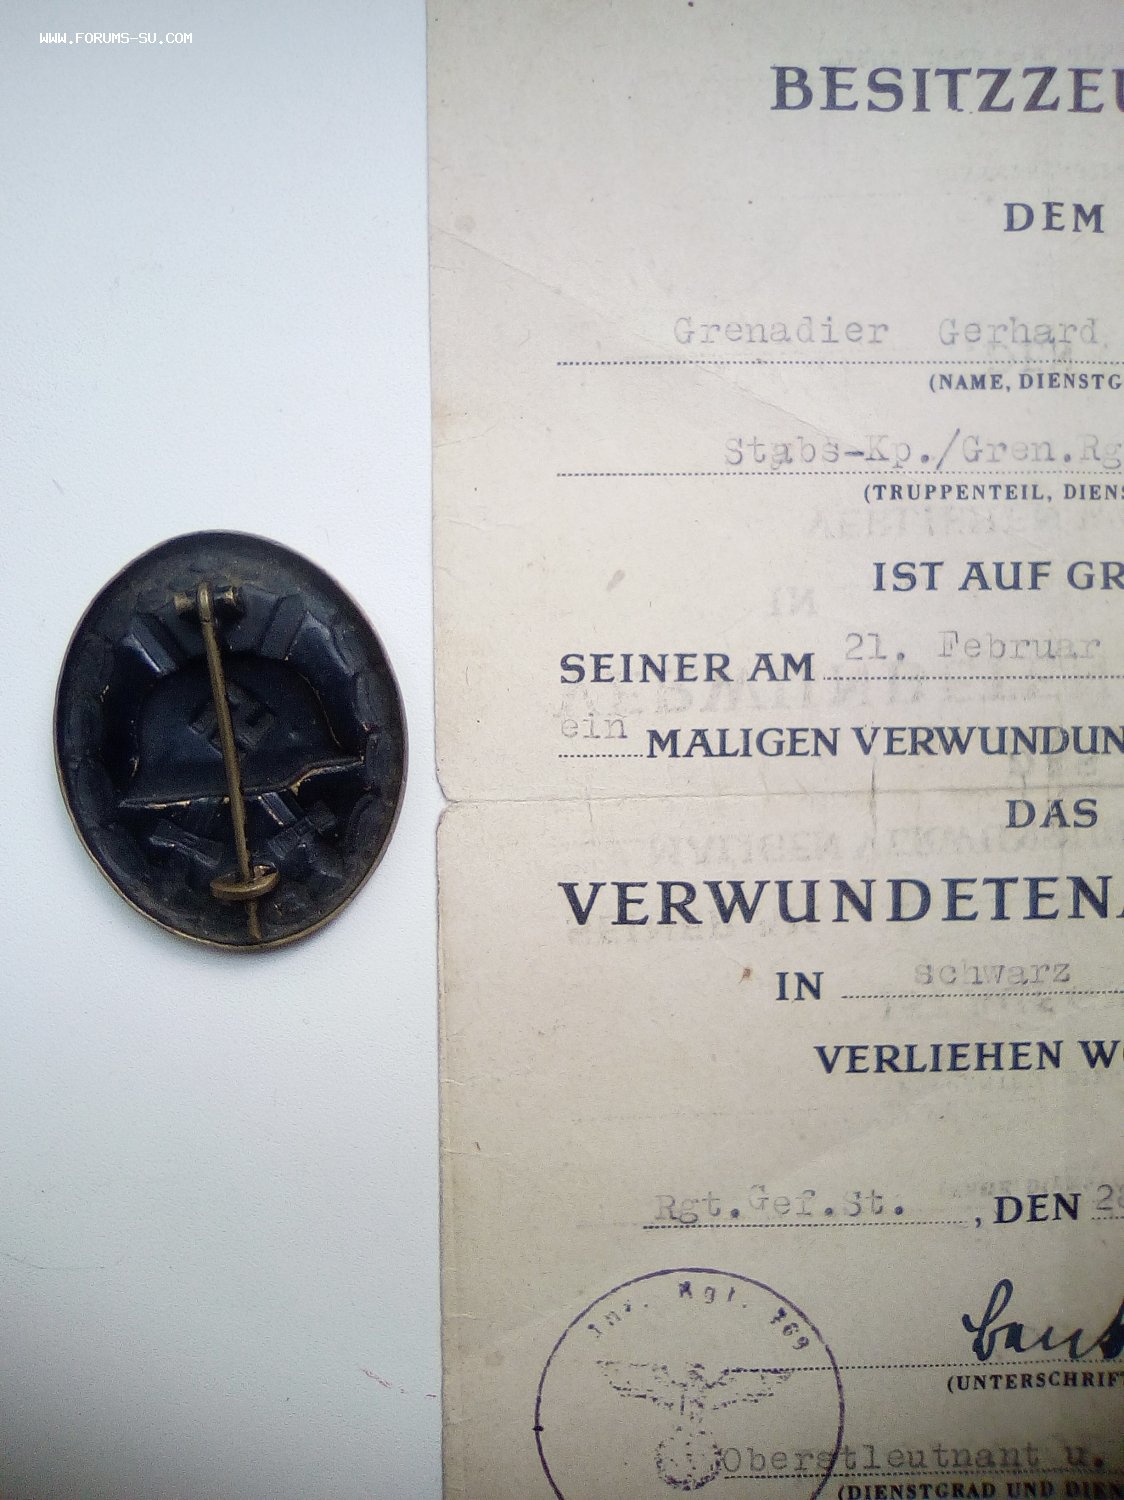 WWW.FORUMS-SU.COM
BESITZZEU
DEM
Grenadier Gerhard
(NAME, DIENSTG
Stabs-Kp./Gren.Rg
(TRUPPENTEIL, DIENS
IST AUF GR
SEINER AM 21. Februar
ein MALIGEN VERWUNDUN
DAS
VERWUNDETENA
IN schwarz
VERLIEHEN WO
Rgt.Gef.St. , DEN 28
Inf. Rgt. 769
(UNTERSCHRIFT
Oberstleutnant u.
(DIENSTGRAD UND DIEN